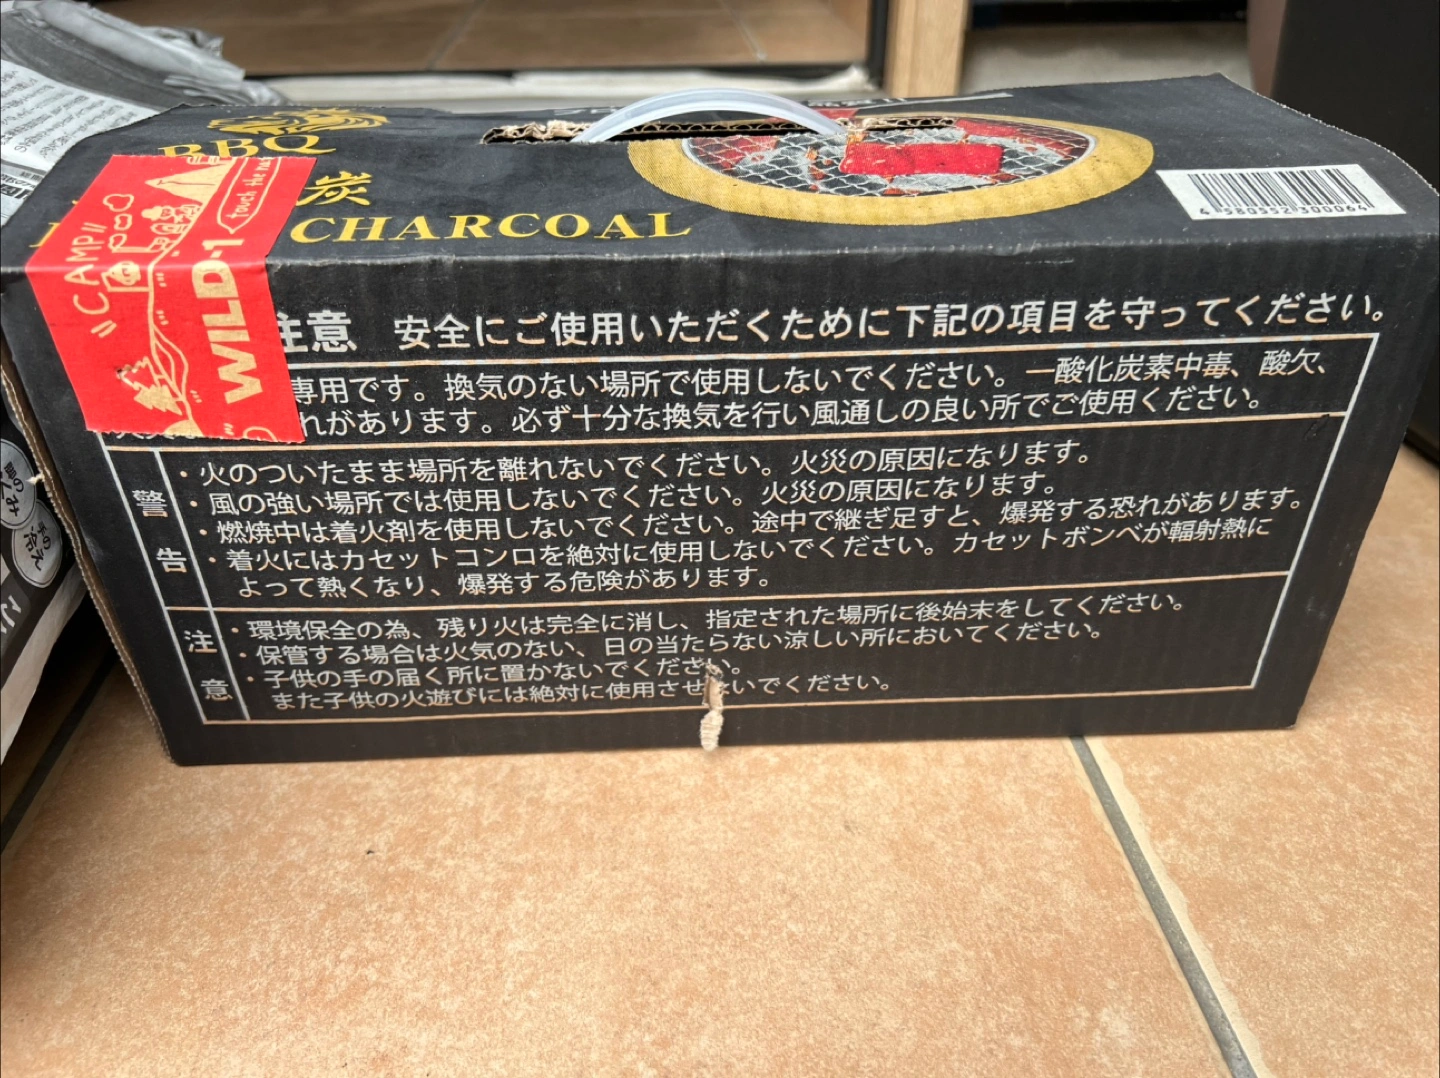 BBQ
炭
CHARCOAL
CAMP
WILD-1
4 580552 300064
注意 安全にご使用いただくために下記の項目を守ってください。
専用です。換気のない場所で使用しないでください。一酸化炭素中毒、酸欠、
れがあります。必ず十分な換気を行い風通しの良い所でご使用ください。
警告
・火のついたまま場所を離れないでください。火災の原因になります。
・風の強い場所では使用しないでください。火災の原因になります。
・燃焼中は着火剤を使用しないでください。途中で継ぎ足すと、爆発する恐れがあります。
・着火にはカセットコンロを絶対に使用しないでください。カセットボンベが輻射熱に
よって熱くなり、爆発する危険があります。
注意
・環境保全の為、残り火は完全に消し、指定された場所に後始末をしてください。
・保管する場合は火気のない、日の当たらない涼しい所においてください。
・子供の手の届く所に置かないでください。
また子供の火遊びには絶対に使用させないでください。